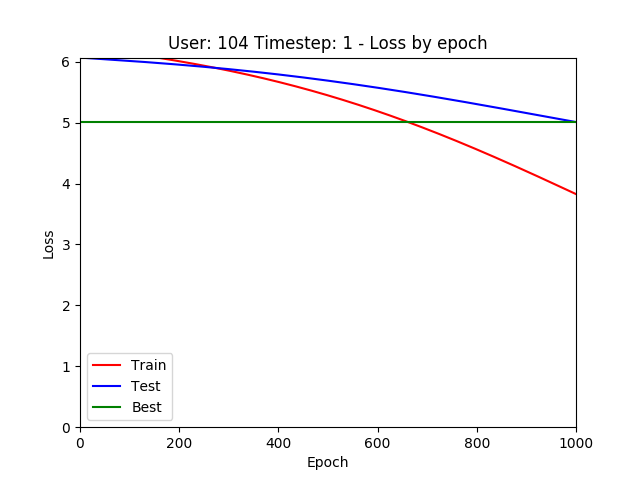 User: 104 Timestep: 1 - Loss by epoch
6
5
4
3
2
1
0
Loss
Train
Test
Best
0 200 400 600 800 1000
Epoch